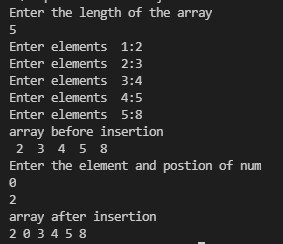 Enter the length of the array
5
Enter elements  1:2
Enter elements  2:3
Enter elements  3:4
Enter elements  4:5
Enter elements  5:8
array before insertion
 2  3  4  5  8
Enter the element and postion of num
0
2
array after insertion
2 0 3 4 5 8